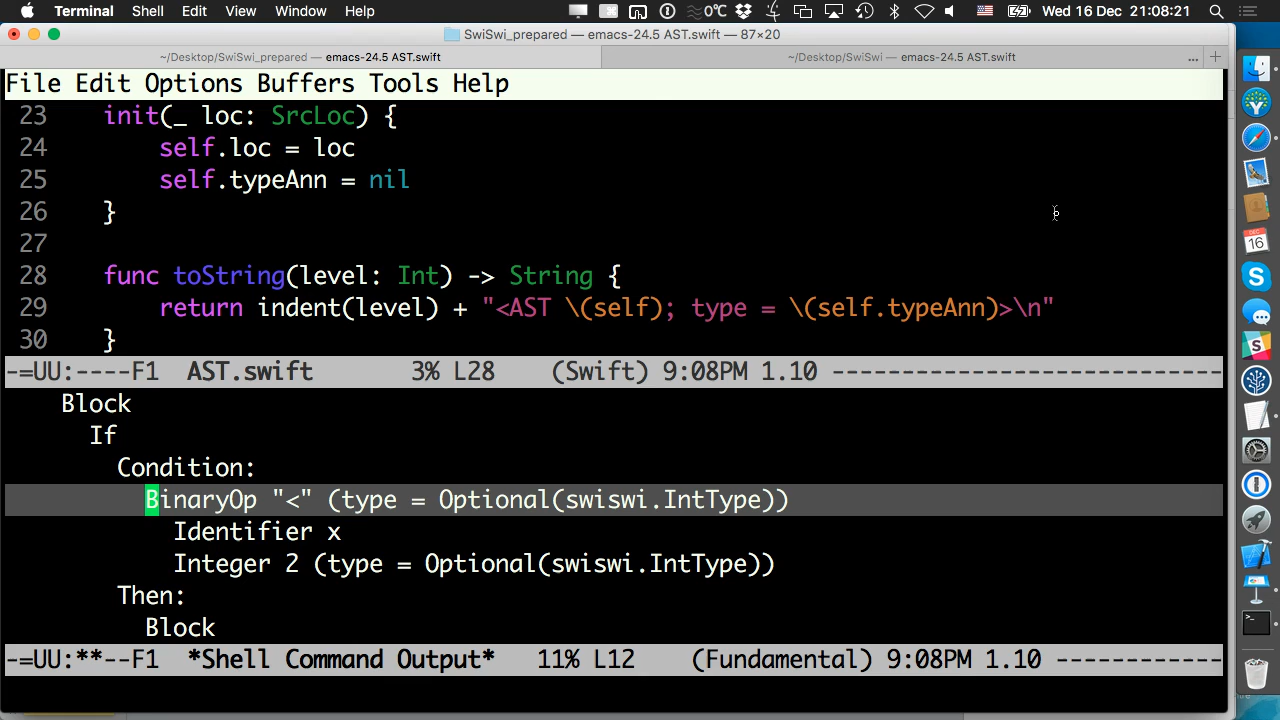 Terminal Shell Edit View Window Help 0°C Wed 16 Dec 21:08:21
SwiSwi_prepared — emacs-24.5 AST.swift — 87×20
~/Desktop/SwiSwi_prepared — emacs-24.5 AST.swift
~/Desktop/SwiSwi — emacs-24.5 AST.swift ... +
File Edit Options Buffers Tools Help
23 init(_ loc: SrcLoc) {
24 self.loc = loc
25 self.typeAnn = nil
26 }
27
28 func toString(level: Int) -> String {
29 return indent(level) + "<AST \(self); type = \(self.typeAnn)>\n"
30 }
-=UU:----F1 AST.swift 3% L28 (Swift) 9:08PM 1.10 ----------------------------
Block
If
Condition:
BinaryOp "<" (type = Optional(swiswi.IntType))
Identifier x
Integer 2 (type = Optional(swiswi.IntType))
Then:
Block
-=UU:**--F1 *Shell Command Output* 11% L12 (Fundamental) 9:08PM 1.10 ------------
DEC
16